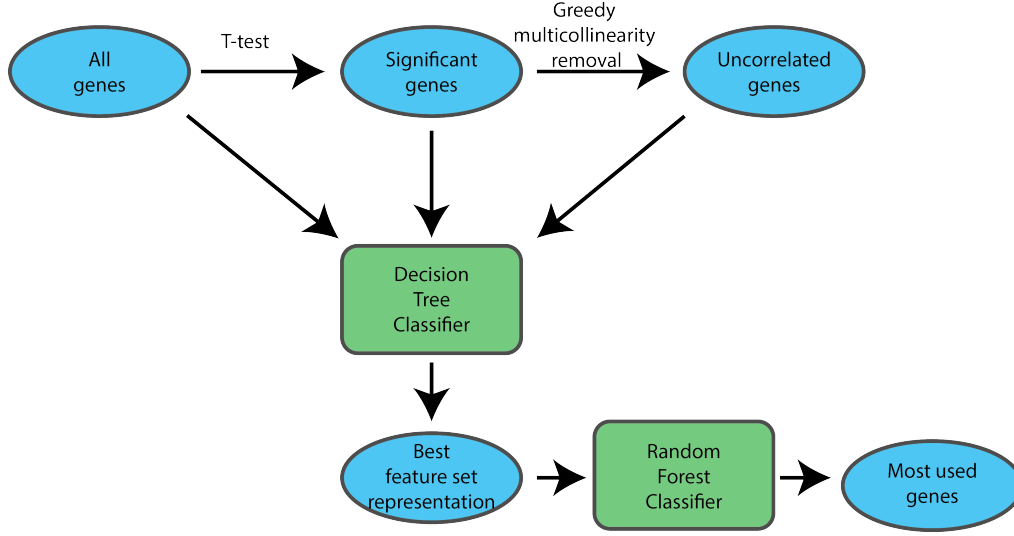 All
genes
T-test
Significant
genes
Greedy
multicollinearity
removal
Uncorrelated
genes
Decision
Tree
Classifier
Best
feature set
representation
Random
Forest
Classifier
Most used
genes